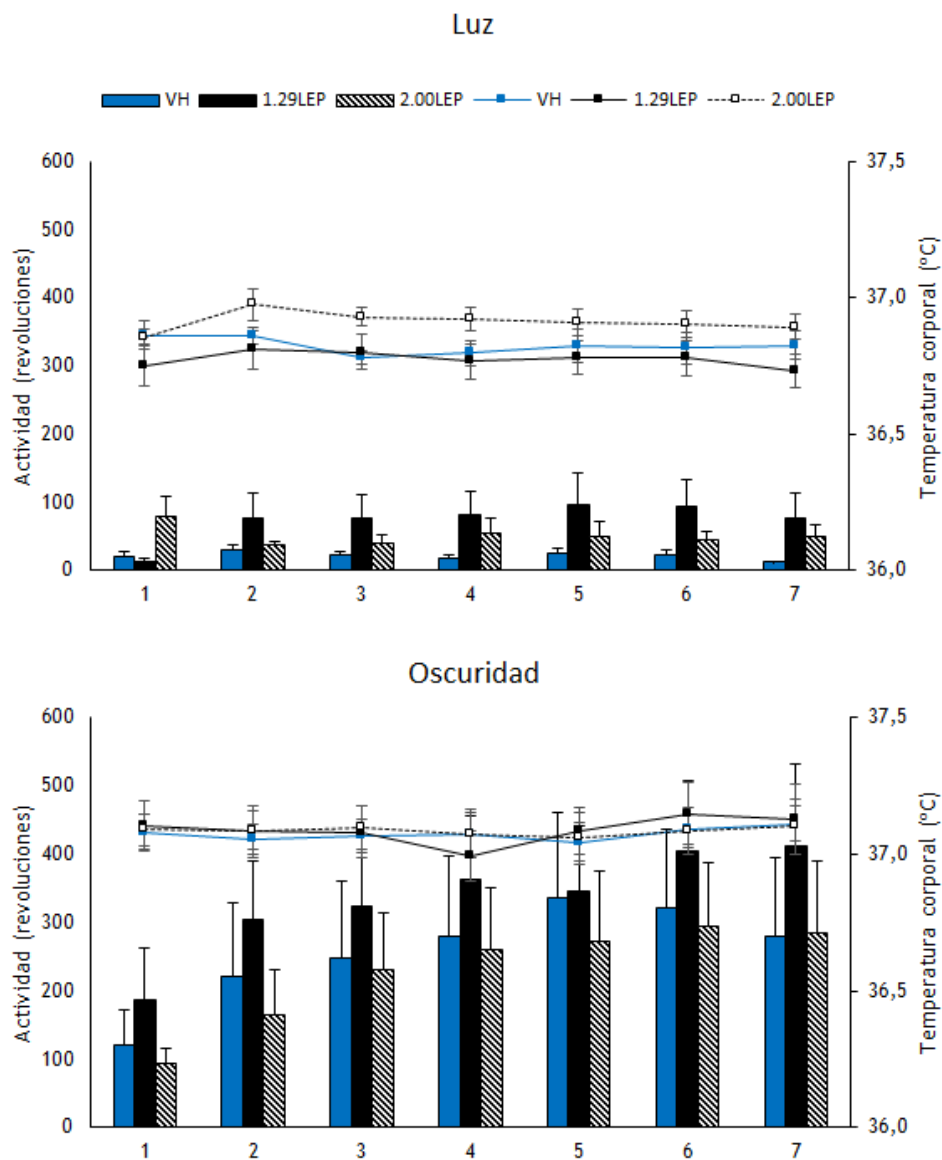 Luz
VH 1.29LEP 2.00LEP VH 1.29LEP 2.00LEP
Actividad (revoluciones)
600
500
400
300
200
100
0
37,5
37,0
36,5
36,0
Temperatura corporal (ºC)
1 2 3 4 5 6 7
Oscuridad
Actividad (revoluciones)
600
500
400
300
200
100
0
37,5
37,0
36,5
36,0
Temperatura corporal (ºC)
1 2 3 4 5 6 7